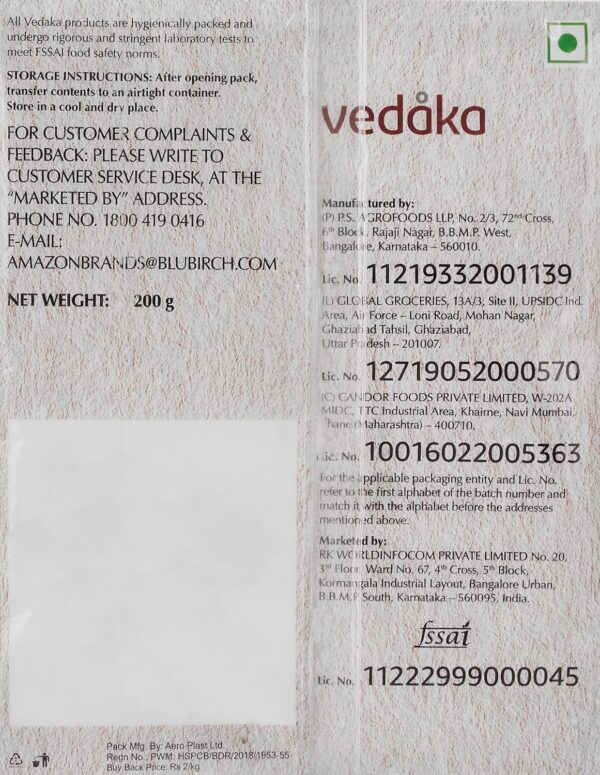 All Vedaka products are hygienically packed and
undergo rigorous and stringent laboratory tests to
meet FSSAI food safety norms.
STORAGE INSTRUCTIONS: After opening pack,
transfer contents to an airtight container.
Store in a cool and dry place.
FOR CUSTOMER COMPLAINTS &
FEEDBACK: PLEASE WRITE TO
CUSTOMER SERVICE DESK, AT THE
“MARKETED BY” ADDRESS.
PHONE NO. 1800 419 0416
E-MAIL:
AMAZONBRANDS@BLUBIRCH.COM
NET WEIGHT: 200 g
Pack Mfg. By: Aero Plast Ltd.
Regn No.: PWM: HSPCB/BDR/2018/1953-55
Buy Back Price: Rs 2/kg
vedåka
Manufactured by:
(P) P.S. AGROFOODS LLP, No. 2/3, 72nd Cross,
6th Block, Rajaji Nagar, B.B.M.P. West,
Bangalore, Karnataka – 560010.
Lic. No. 11219332001139
(L) GLOBAL GROCERIES, 13A/3, Site II, UPSIDC Ind.
Area, Air Force – Loni Road, Mohan Nagar,
Ghaziabad Tahsil, Ghaziabad,
Uttar Pradesh – 201007.
Lic. No. 12719052000570
(C) CANDOR FOODS PRIVATE LIMITED, W-202A
MIDC, TTC Industrial Area, Khairne, Navi Mumbai,
Thane (Maharashtra) – 400710.
Lic. No. 10016022005363
For the applicable packaging entity and Lic. No.
refer to the first alphabet of the batch number and
match it with the alphabet before the addresses
mentioned above.
Marketed by:
RK WORLDINFOCOM PRIVATE LIMITED No. 20,
3rd Floor, Ward No. 67, 4th Cross, 5th Block,
Kormangala Industrial Layout, Bangalore Urban,
B.B.M.P South, Karnataka – 560095, India.
fssai
Lic. No. 11222999000045